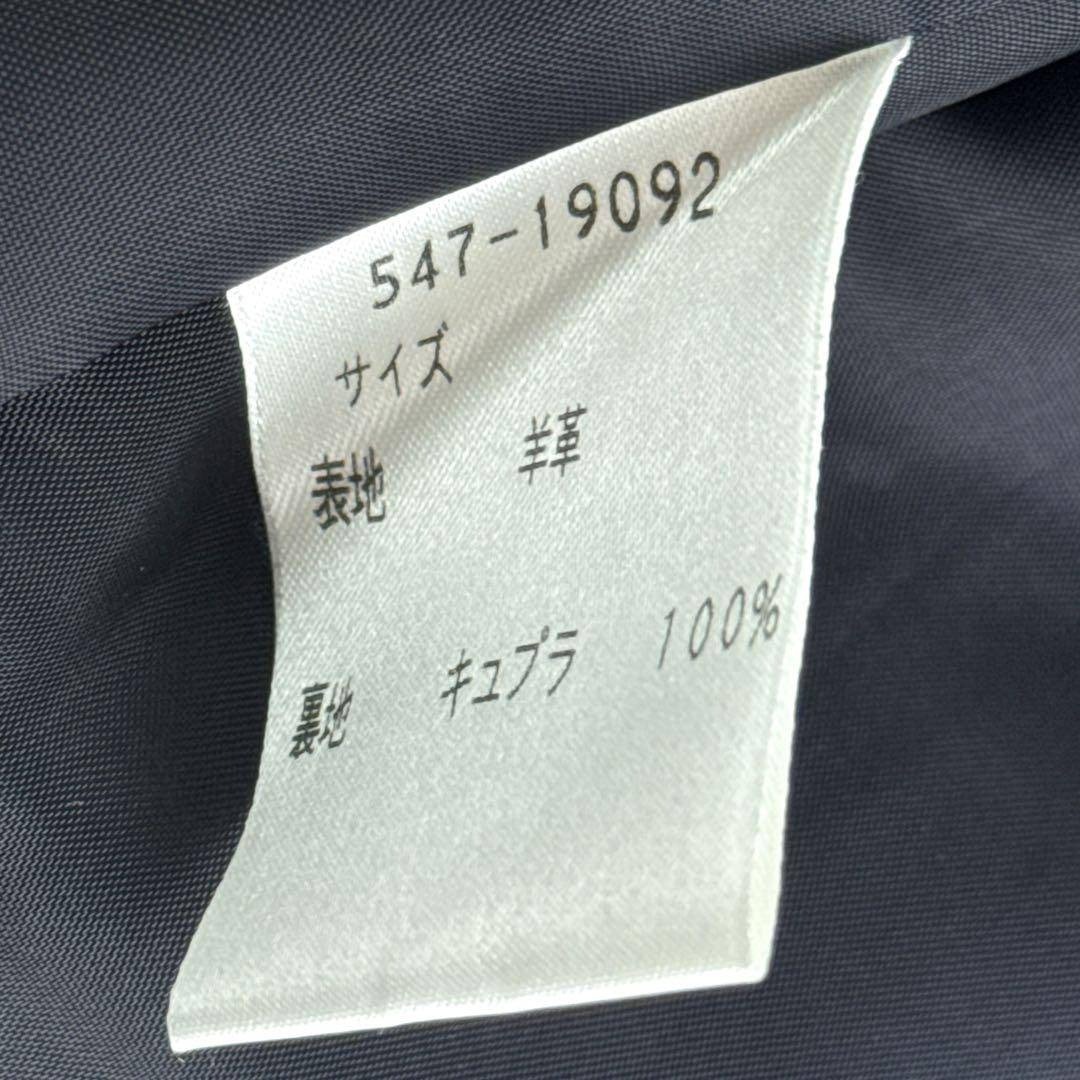 547-19092
サイズ
表地 羊革
裏地 キュプラ 100%